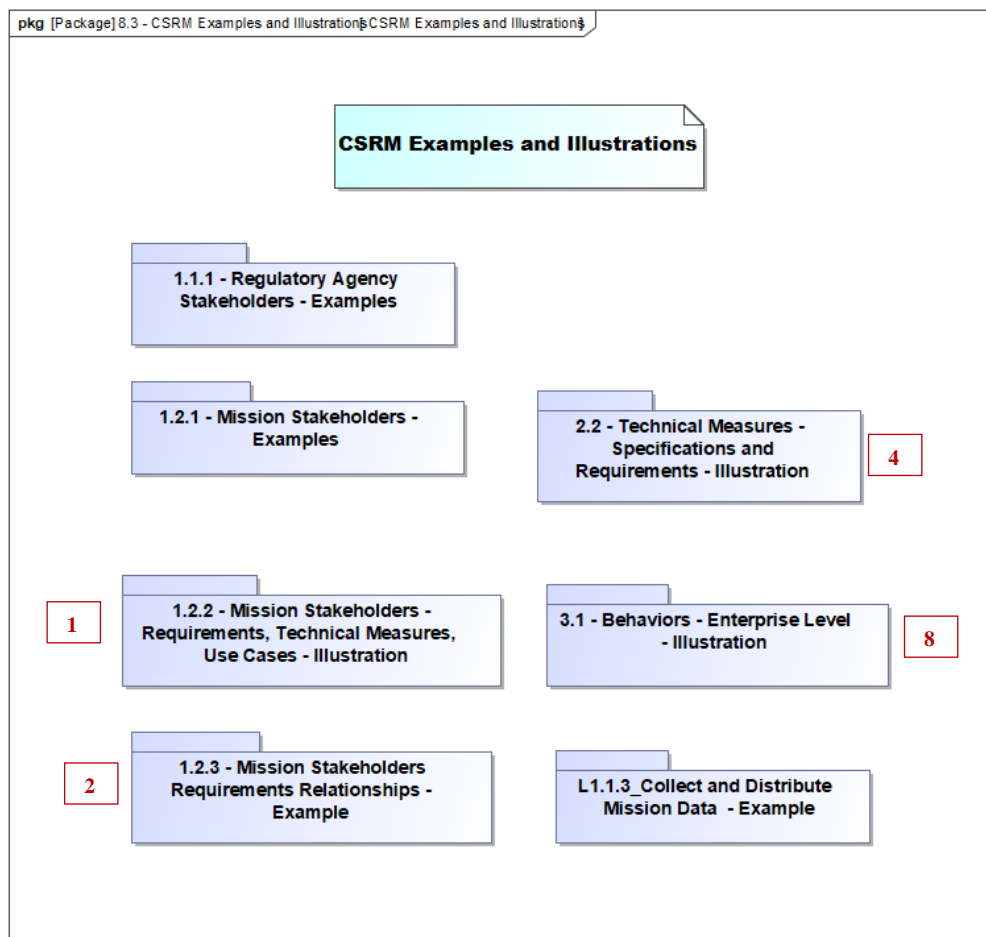 pkg [Package] 8.3 - CSRM Examples and Illustrations[CSRM Examples and Illustrations]
CSRM Examples and Illustrations
1.1.1 - Regulatory Agency
Stakeholders - Examples
1.2.1 - Mission Stakeholders -
Examples
2.2 - Technical Measures -
Specifications and
Requirements - Illustration
4
1
1.2.2 - Mission Stakeholders -
Requirements, Technical Measures,
Use Cases - Illustration
3.1 - Behaviors - Enterprise Level
- Illustration
8
2
1.2.3 - Mission Stakeholders
Requirements Relationships -
Example
L1.1.3_Collect and Distribute
Mission Data - Example